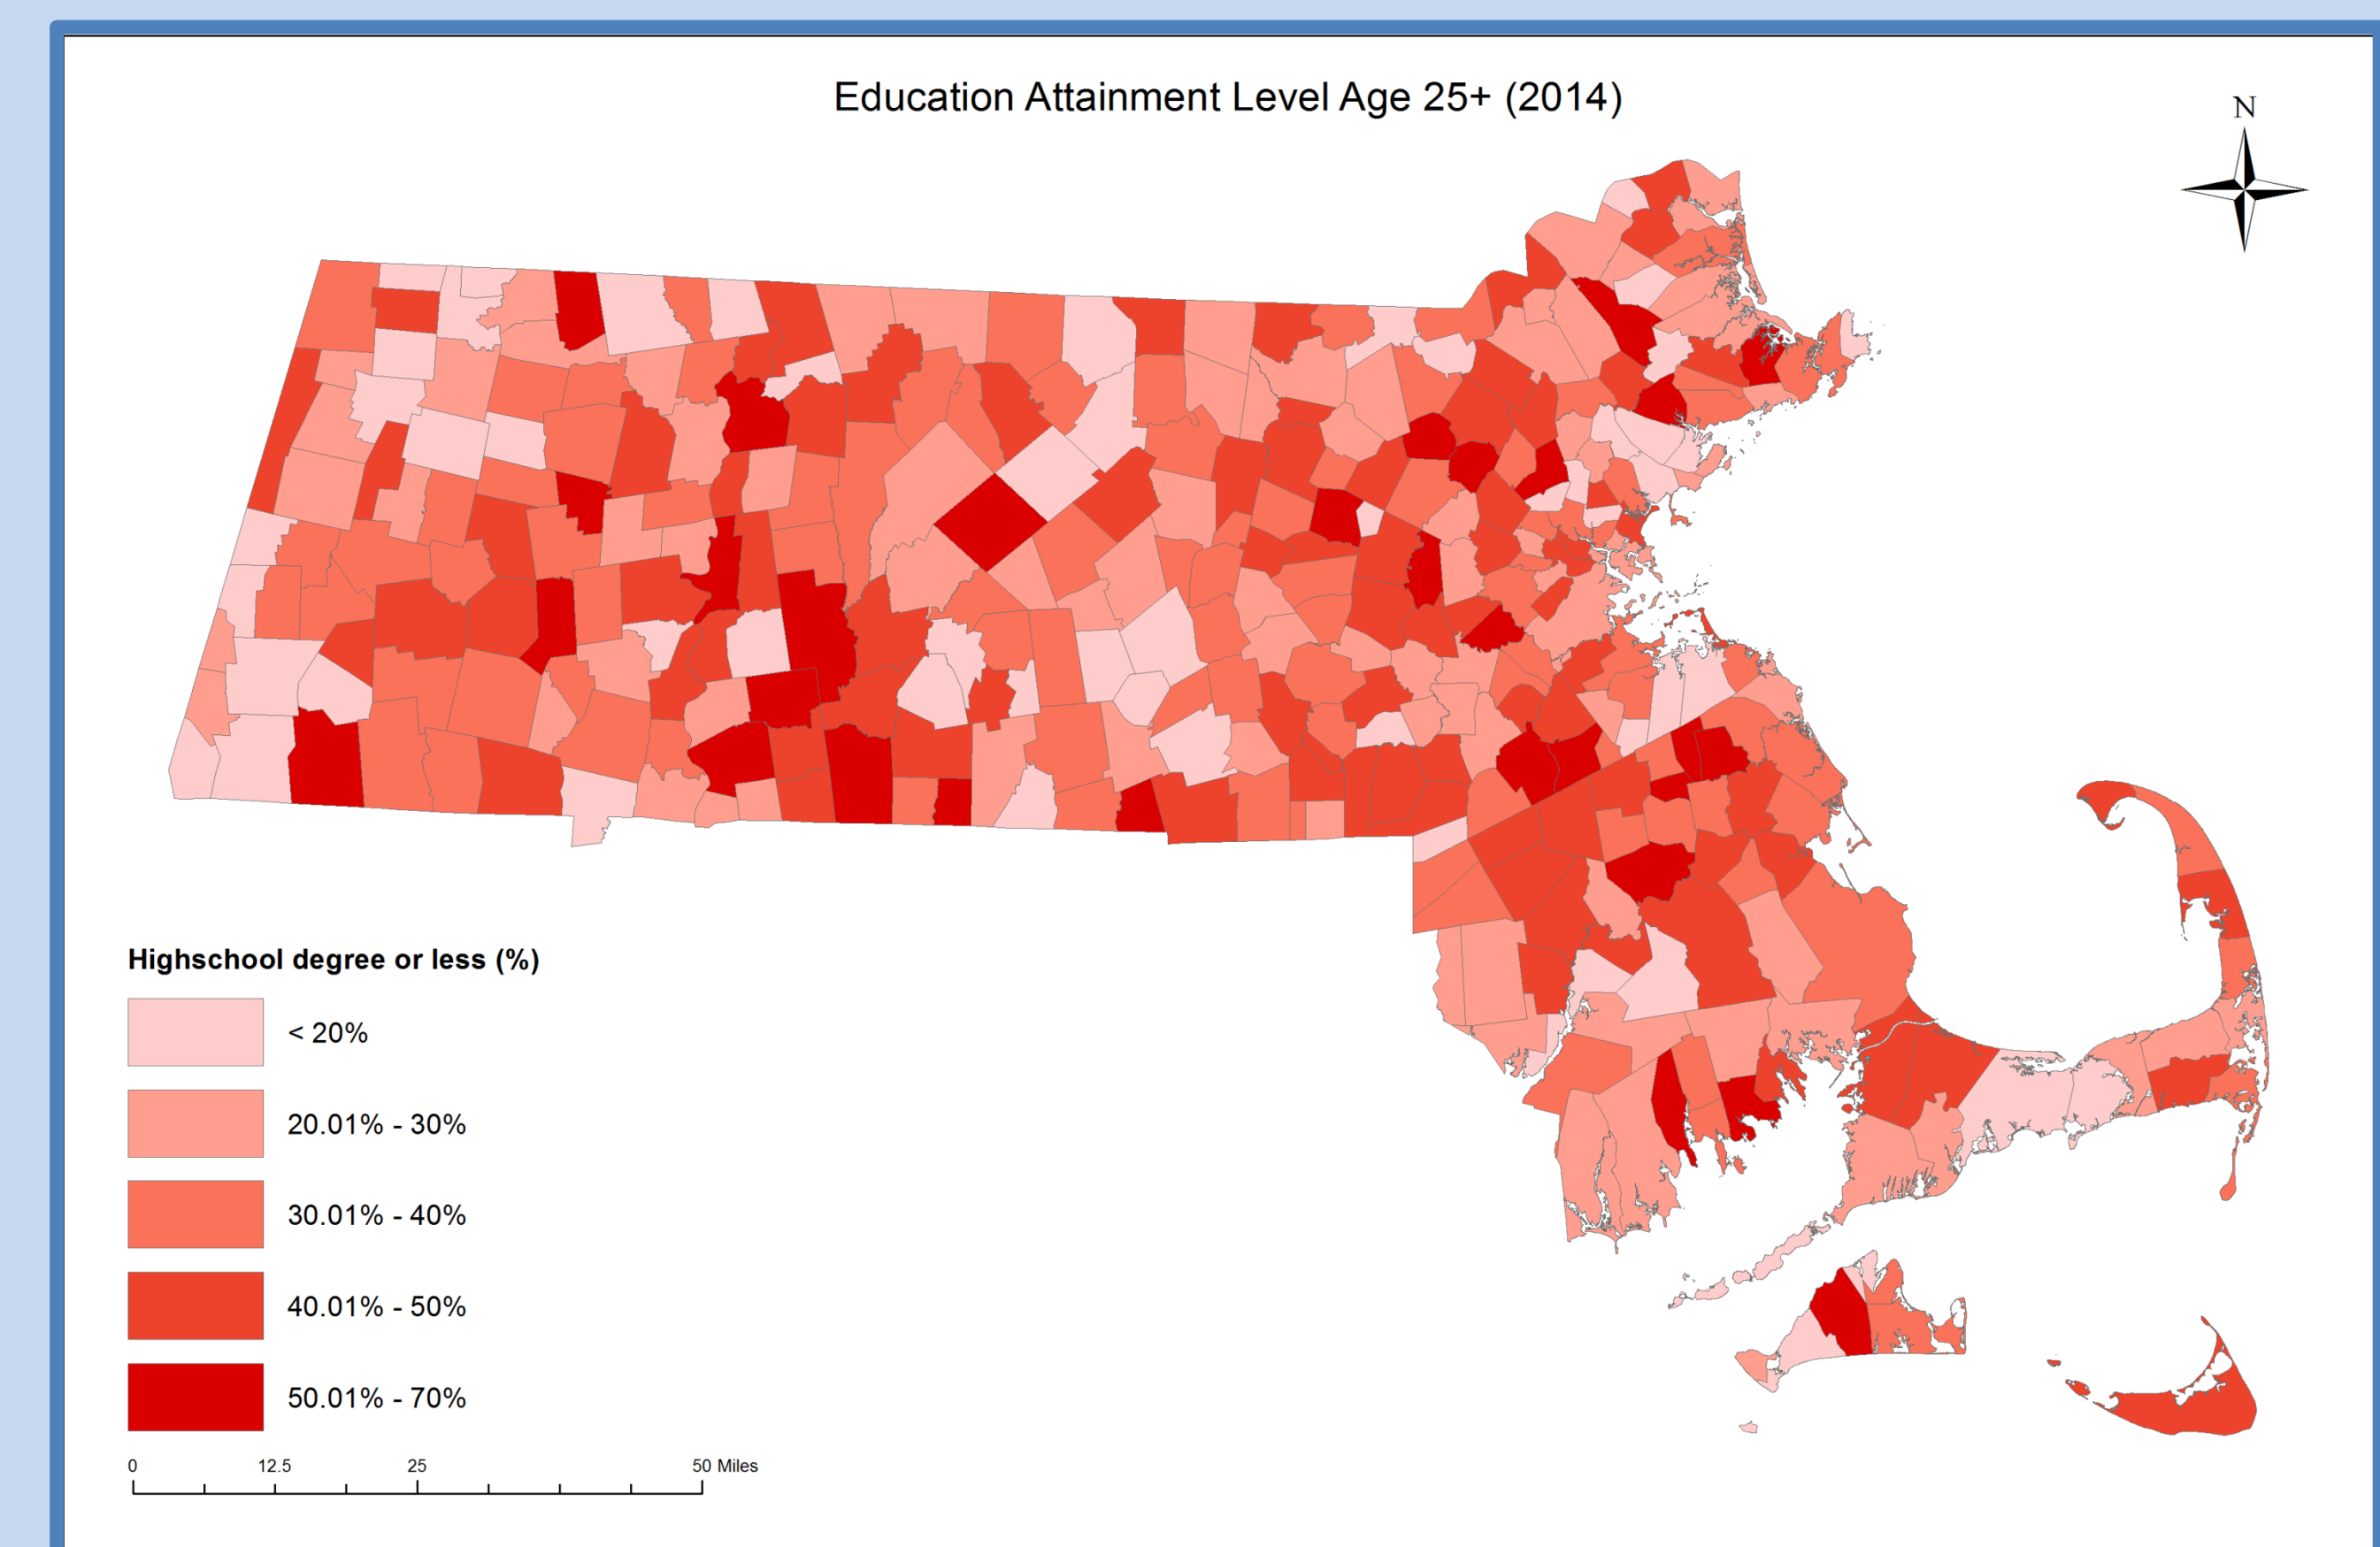 Education Attainment Level Age 25+ (2014)
N
Highschool degree or less (%)
< 20%
20.01% - 30%
30.01% - 40%
40.01% - 50%
50.01% - 70%
0 12.5 25 50 Miles